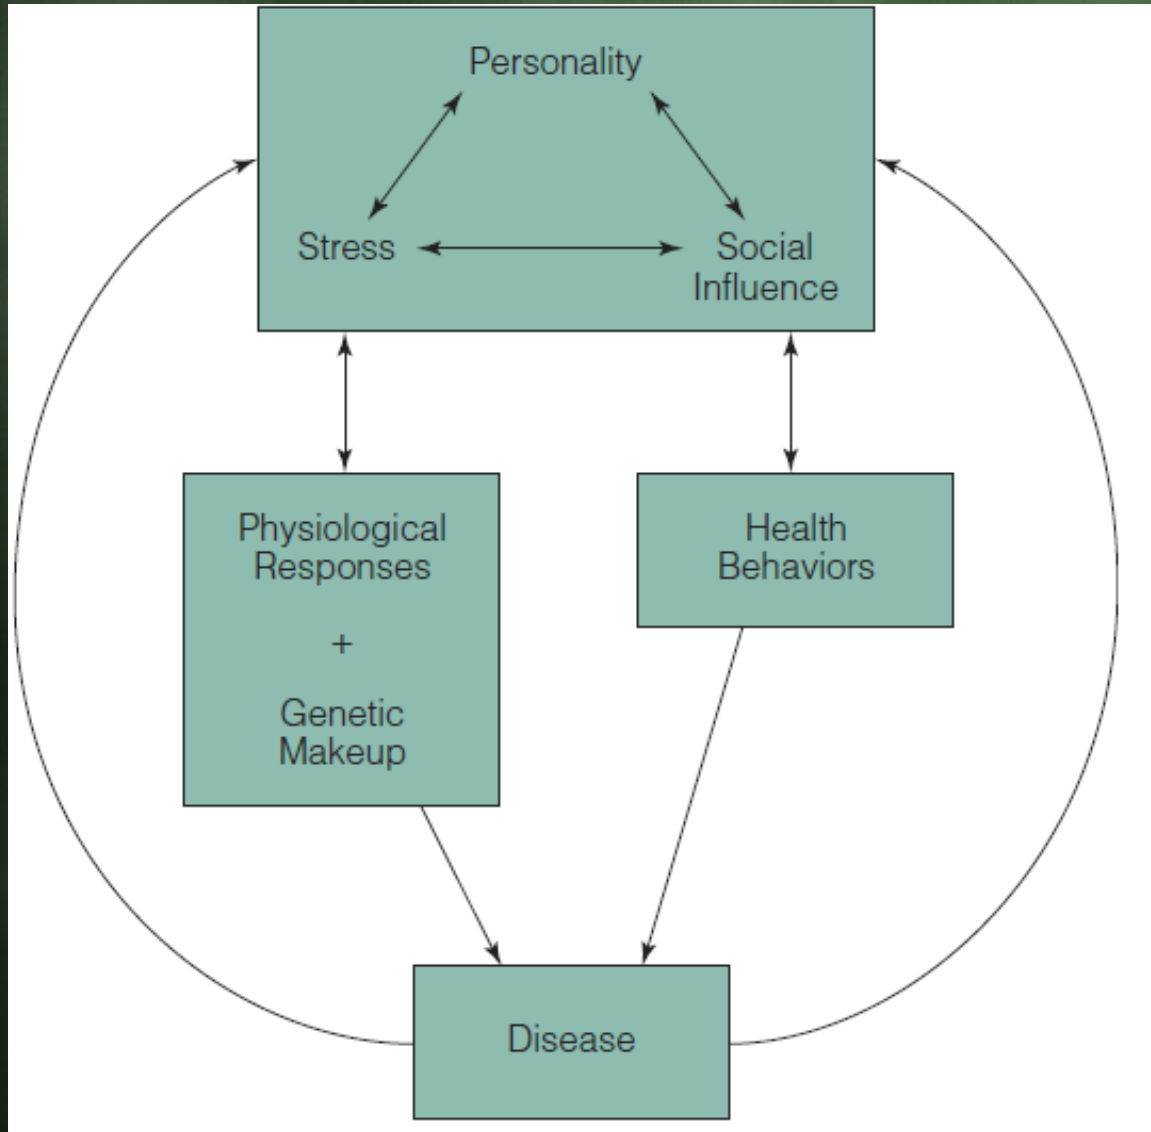 Personality
Stress
Social
Influence
Physiological
Responses
+
Genetic
Makeup
Health
Behaviors
Disease